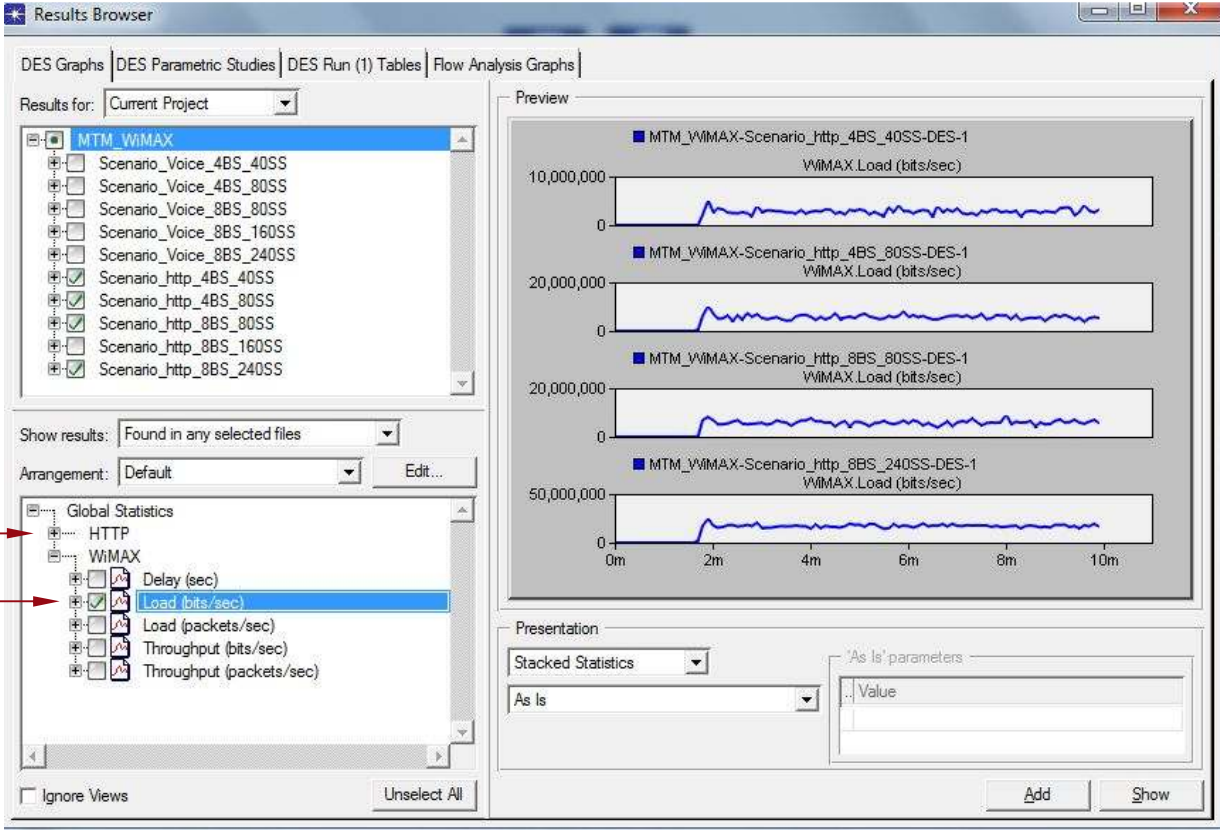 Results Browser
DES Graphs DES Parametric Studies DES Run (1) Tables Flow Analysis Graphs
Results for: Current Project
MTM_WiMAX
Scenario_Voice_4BS_40SS
Scenario_Voice_4BS_80SS
Scenario_Voice_8BS_80SS
Scenario_Voice_8BS_160SS
Scenario_Voice_8BS_240SS
Scenario_http_4BS_40SS
Scenario_http_4BS_80SS
Scenario_http_8BS_80SS
Scenario_http_8BS_160SS
Scenario_http_8BS_240SS
Show results: Found in any selected files
Arrangement: Default Edit...
Global Statistics
HTTP
WiMAX
Delay (sec)
Load (bits/sec)
Load (packets/sec)
Throughput (bits/sec)
Throughput (packets/sec)
Ignore Views Unselect All
Preview
MTM_WiMAX-Scenario_http_4BS_40SS-DES-1
WiMAX.Load (bits/sec)
10,000,000
0
MTM_WiMAX-Scenario_http_4BS_80SS-DES-1
WiMAX.Load (bits/sec)
20,000,000
0
MTM_WiMAX-Scenario_http_8BS_80SS-DES-1
WiMAX.Load (bits/sec)
20,000,000
0
MTM_WiMAX-Scenario_http_8BS_240SS-DES-1
WiMAX.Load (bits/sec)
50,000,000
0
0m 2m 4m 6m 8m 10m
Presentation
Stacked Statistics
As Is
'As Is' parameters
.. Value
Add Show